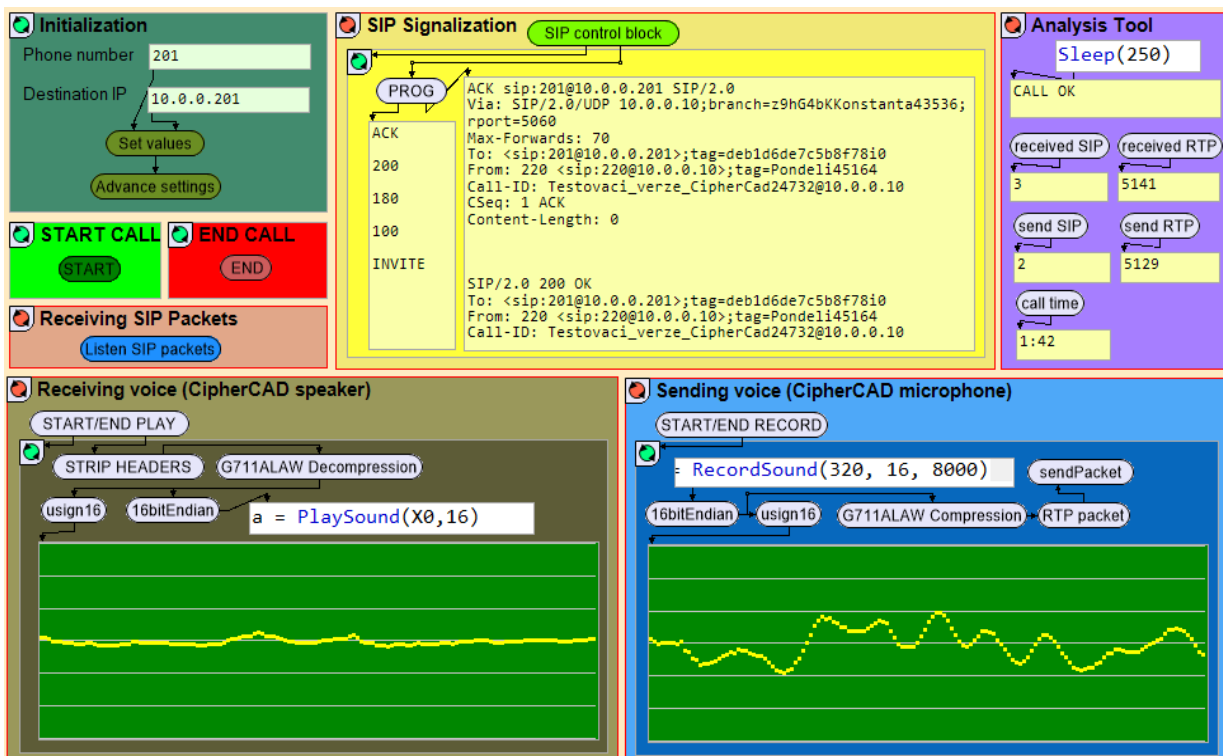 Initialization
Phone number
201
Destination IP
10.0.0.201
Set values
Advance settings
START CALL
START
END CALL
END
Receiving SIP Packets
Listen SIP packets
SIP Signalization
SIP control block
PROG
ACK
200
180
100
INVITE
ACK sip:201@10.0.0.201 SIP/2.0
Via: SIP/2.0/UDP 10.0.0.10;branch=z9hG4bKKonstanta43536;
rport=5060
Max-Forwards: 70
To: <sip:201@10.0.0.201>;tag=deb1d6de7c5b8f78i0
From: 220 <sip:220@10.0.0.10>;tag=Pondeli45164
Call-ID: Testovaci_verze_CipherCad24732@10.0.0.10
CSeq: 1 ACK
Content-Length: 0
SIP/2.0 200 OK
To: <sip:201@10.0.0.201>;tag=deb1d6de7c5b8f78i0
From: 220 <sip:220@10.0.0.10>;tag=Pondeli45164
Call-ID: Testovaci_verze_CipherCad24732@10.0.0.10
Analysis Tool
Sleep(250)
CALL OK
received SIP
received RTP
3
5141
send SIP
send RTP
2
5129
call time
1:42
Receiving voice (CipherCAD speaker)
START/END PLAY
STRIP HEADERS
G711ALAW Decompression
usign16
16bitEndian
a = PlaySound(X0,16)
Sending voice (CipherCAD microphone)
START/END RECORD
= RecordSound(320, 16, 8000)
sendPacket
16bitEndian
usign16
G711ALAW Compression
RTP packet